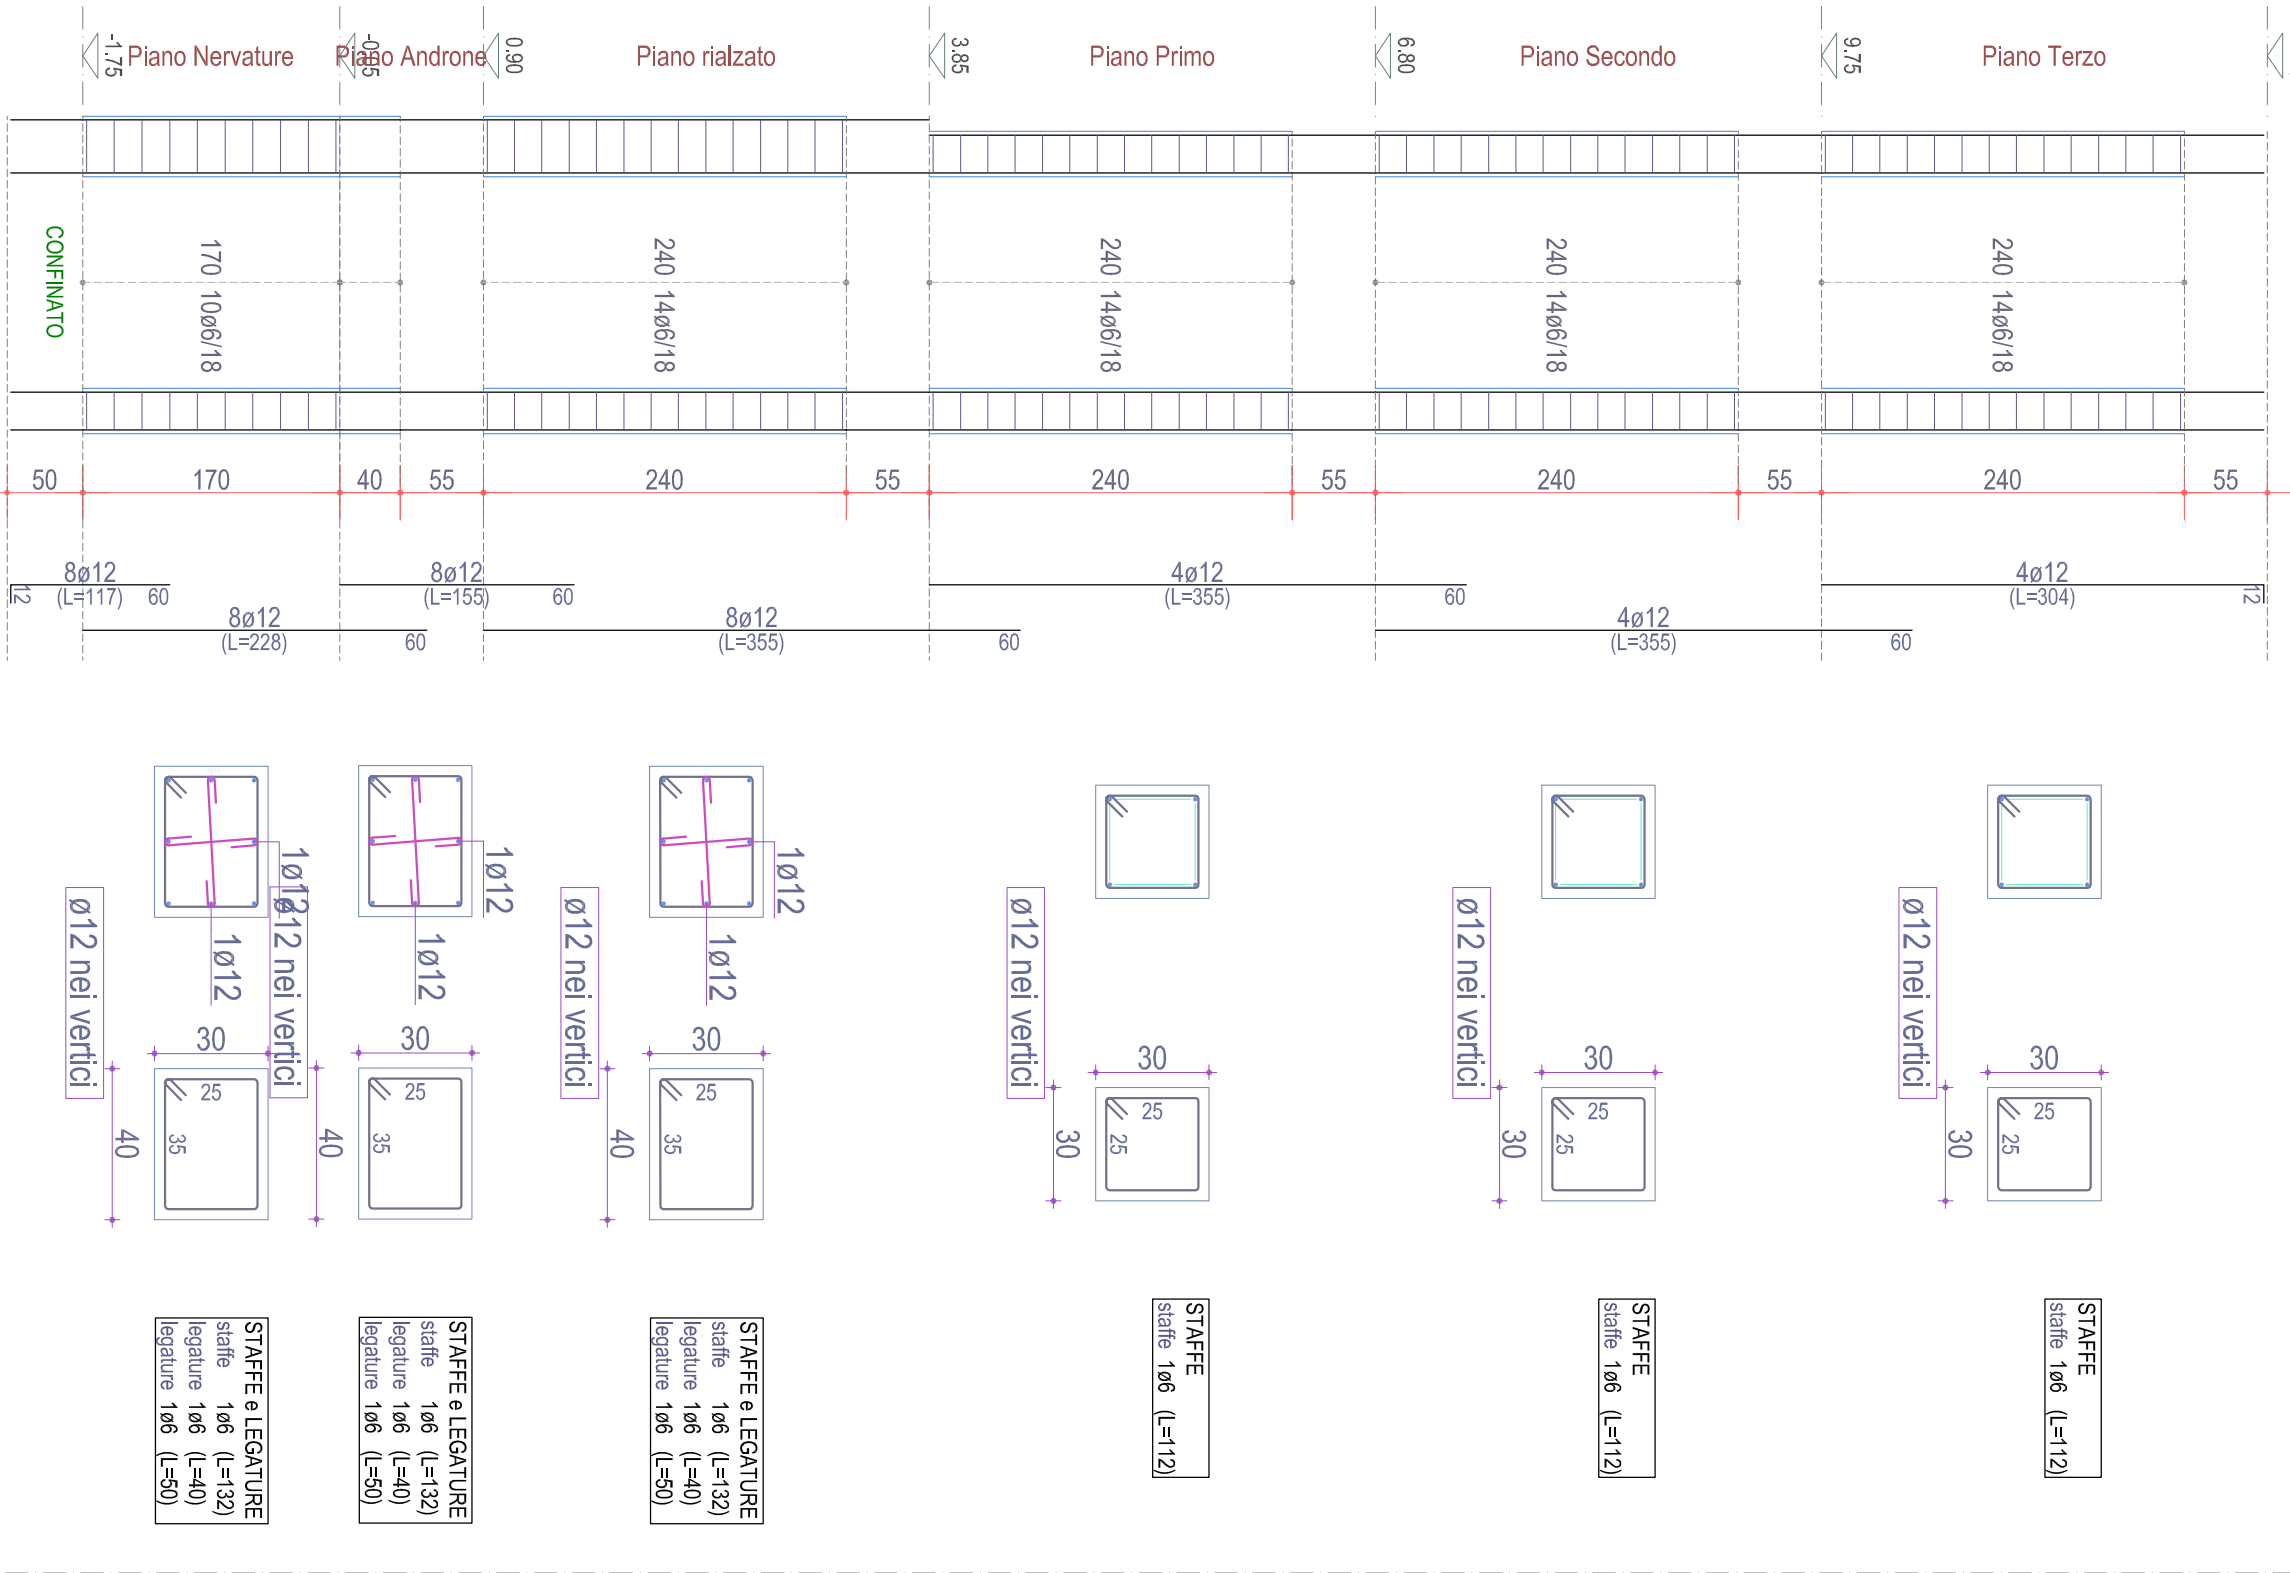 -1.75
Piano Nervature
Piano Androne
0.90
Piano rialzato
3.85
Piano Primo
6.80
Piano Secondo
9.75
Piano Terzo
CONFINATO
170 10ø6/18
240 14ø6/18
240 14ø6/18
240 14ø6/18
240 14ø6/18
50 170 40 55 240 55 240 55 240 55 240 55
12
8ø12
(L=117) 60
8ø12
(L=155) 60
4ø12
(L=355) 60
4ø12
(L=304)
12
8ø12
(L=228) 60
8ø12
(L=355) 60
4ø12
(L=355) 60
1ø12
1ø12
ø12 nei vertici
1ø12
1ø12
ø12 nei vertici
1ø12
1ø12
ø12 nei vertici
ø12 nei vertici
ø12 nei vertici
ø12 nei vertici
30
40
25
35
30
40
25
35
30
40
25
35
30
30
25
25
30
30
25
25
30
30
25
25
STAFFE e LEGATURE
staffe 1ø6 (L=132)
legature 1ø6 (L=40)
legature 1ø6 (L=50)
STAFFE e LEGATURE
staffe 1ø6 (L=132)
legature 1ø6 (L=40)
legature 1ø6 (L=50)
STAFFE e LEGATURE
staffe 1ø6 (L=132)
legature 1ø6 (L=40)
legature 1ø6 (L=50)
STAFFE
staffe 1ø6 (L=112)
STAFFE
staffe 1ø6 (L=112)
STAFFE
staffe 1ø6 (L=112)